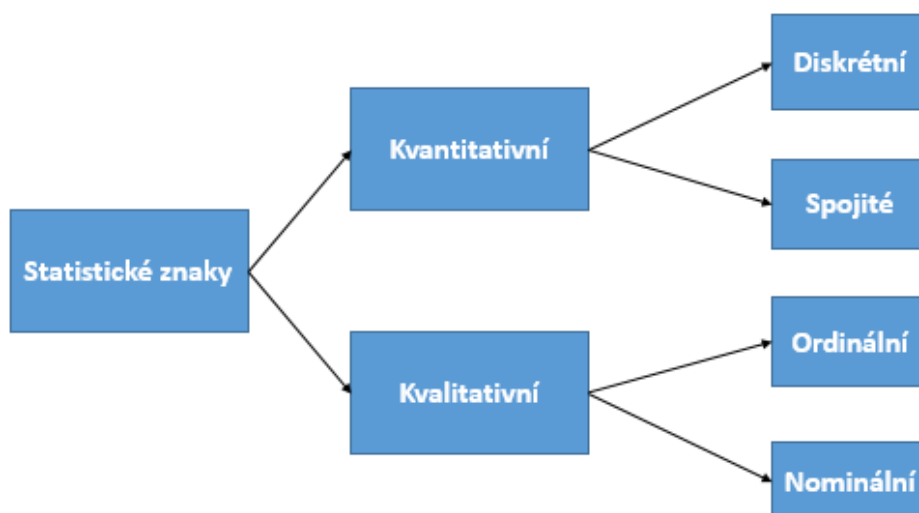 Statistické znaky
Kvantitativní
Diskrétní
Spojité
Kvalitativní
Ordinální
Nominální